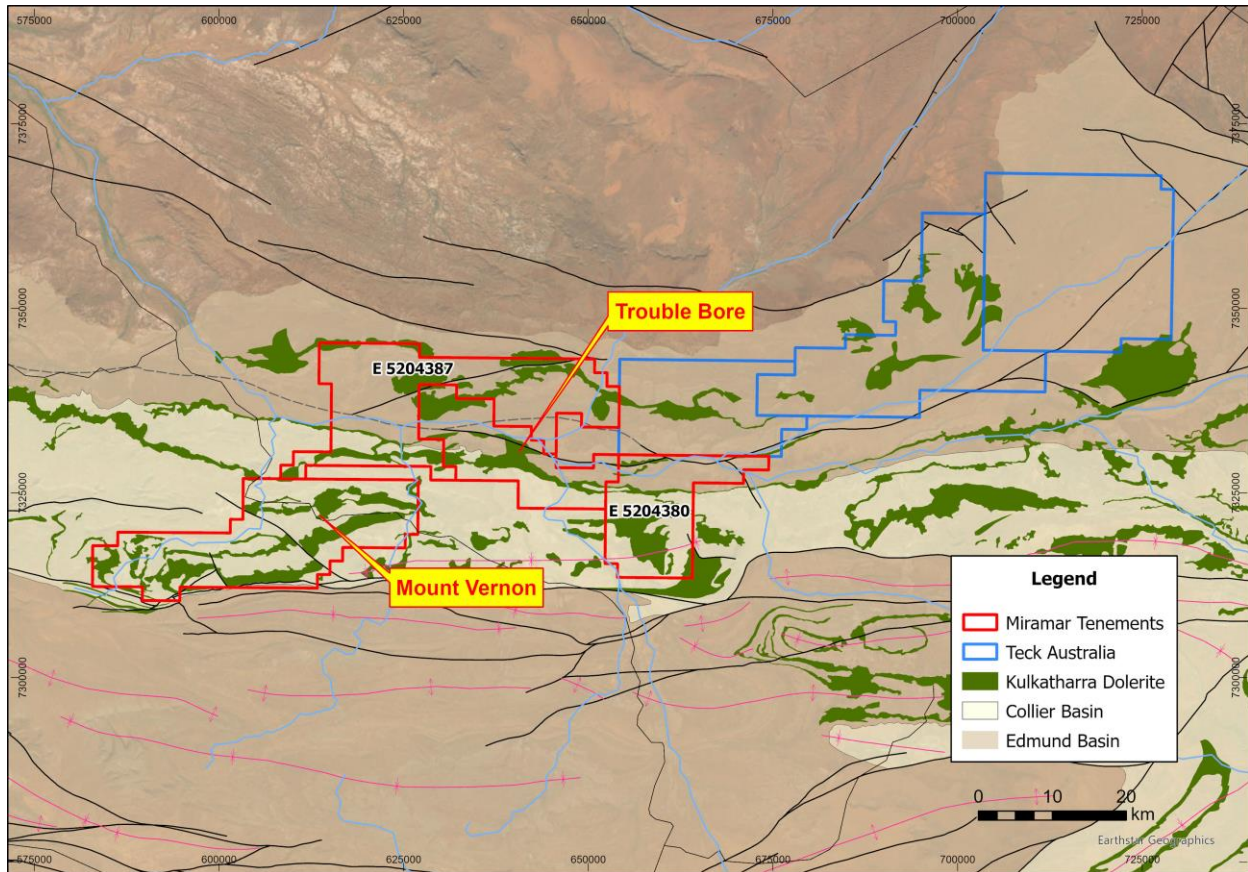 575000 600000 625000 650000 675000 700000 725000
7375000
7375000
7350000
7350000
Trouble Bore
E 5204387
7325000
7325000
E 5204380
Mount Vernon
Legend
Miramar Tenements
Teck Australia
Kulkatharra Dolerite
Collier Basin
Edmund Basin
7300000
7300000
0 10 20
km
Earthstar Geographics
575000 600000 625000 650000 675000 700000 725000